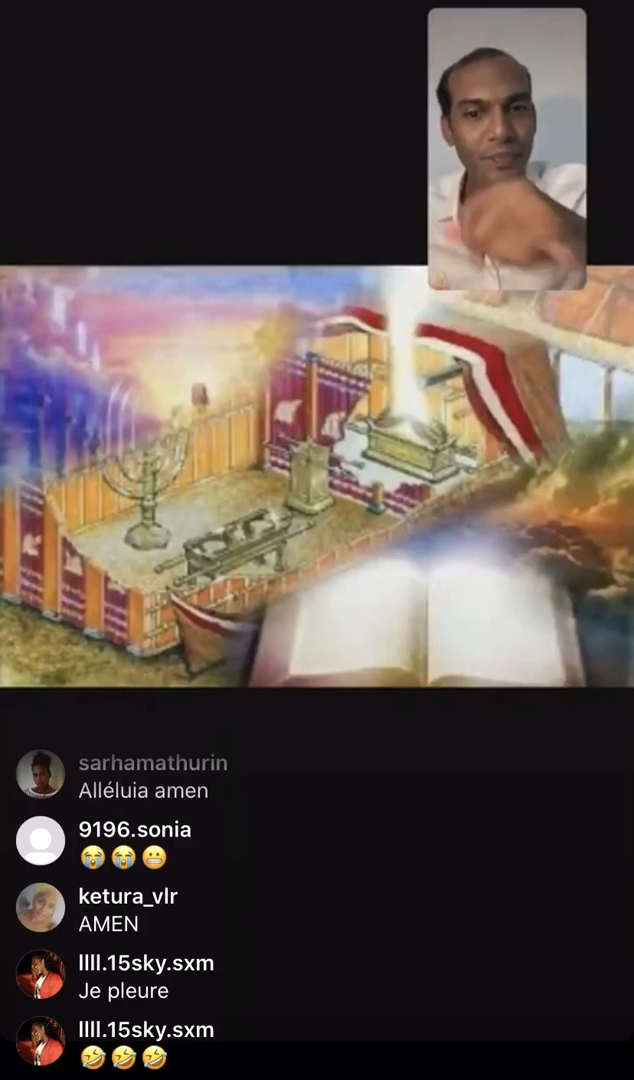 sarhamathurin
Alléluia amen
9196.sonia
😭😭😬
ketura_vlr
AMEN
llll.15sky.sxm
Je pleure
llll.15sky.sxm
🤣🤣🤣